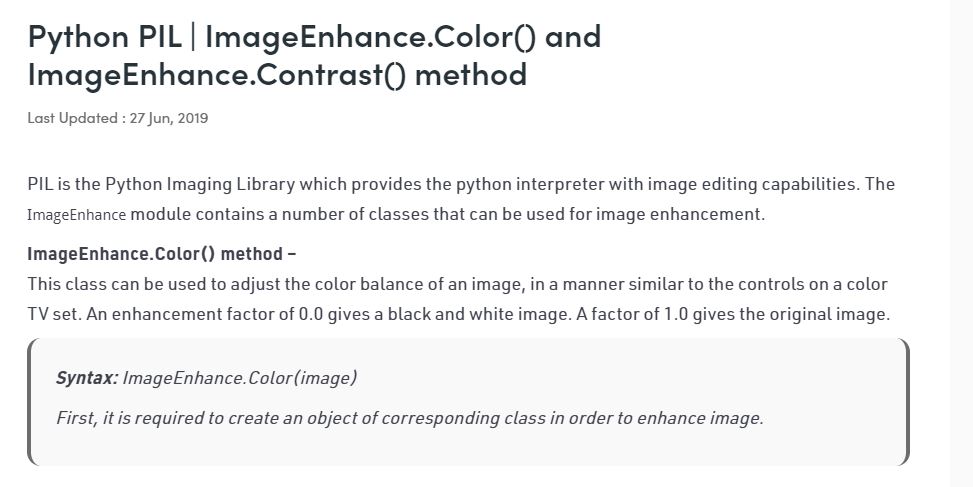 Python PIL | ImageEnhance.Color() and
ImageEnhance.Contrast() method
Last Updated : 27 Jun, 2019
PIL is the Python Imaging Library which provides the python interpreter with image editing capabilities. The
ImageEnhance module contains a number of classes that can be used for image enhancement.
ImageEnhance.Color() method –
This class can be used to adjust the color balance of an image, in a manner similar to the controls on a color
TV set. An enhancement factor of 0.0 gives a black and white image. A factor of 1.0 gives the original image.
Syntax: ImageEnhance.Color(image)
First, it is required to create an object of corresponding class in order to enhance image.